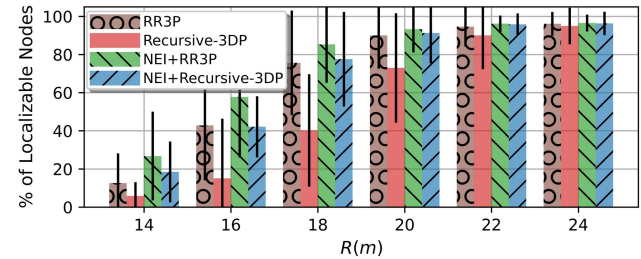 100
80
60
40
20
0
% of Localizable Nodes
RR3P
Recursive-3DP
NEI+RR3P
NEI+Recursive-3DP
14 16 18 20 22 24
R(m)